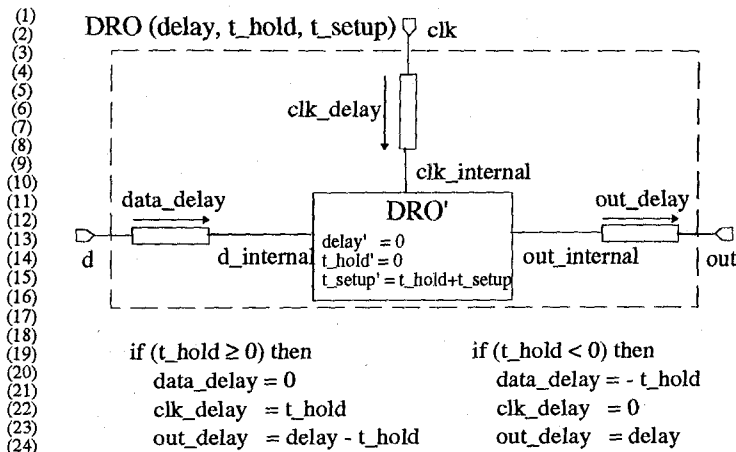 (1)
(2)
(3)
(4)
(5)
(6)
(7)
(8)
(9)
(10)
(11)
(12)
(13)
(14)
(15)
(16)
(17)
(18)
(19)
(20)
(21)
(22)
(23)
(24)
DRO (delay, t_hold, t_setup) clk
clk_delay
clk_internal
data_delay
DRO'
out_delay
delay' = 0
t_hold' = 0
t_setup' = t_hold+t_setup
d
d_internal
out_internal
out
if (t_hold ≥ 0) then
data_delay = 0
clk_delay = t_hold
out_delay = delay - t_hold
if (t_hold < 0) then
data_delay = - t_hold
clk_delay = 0
out_delay = delay